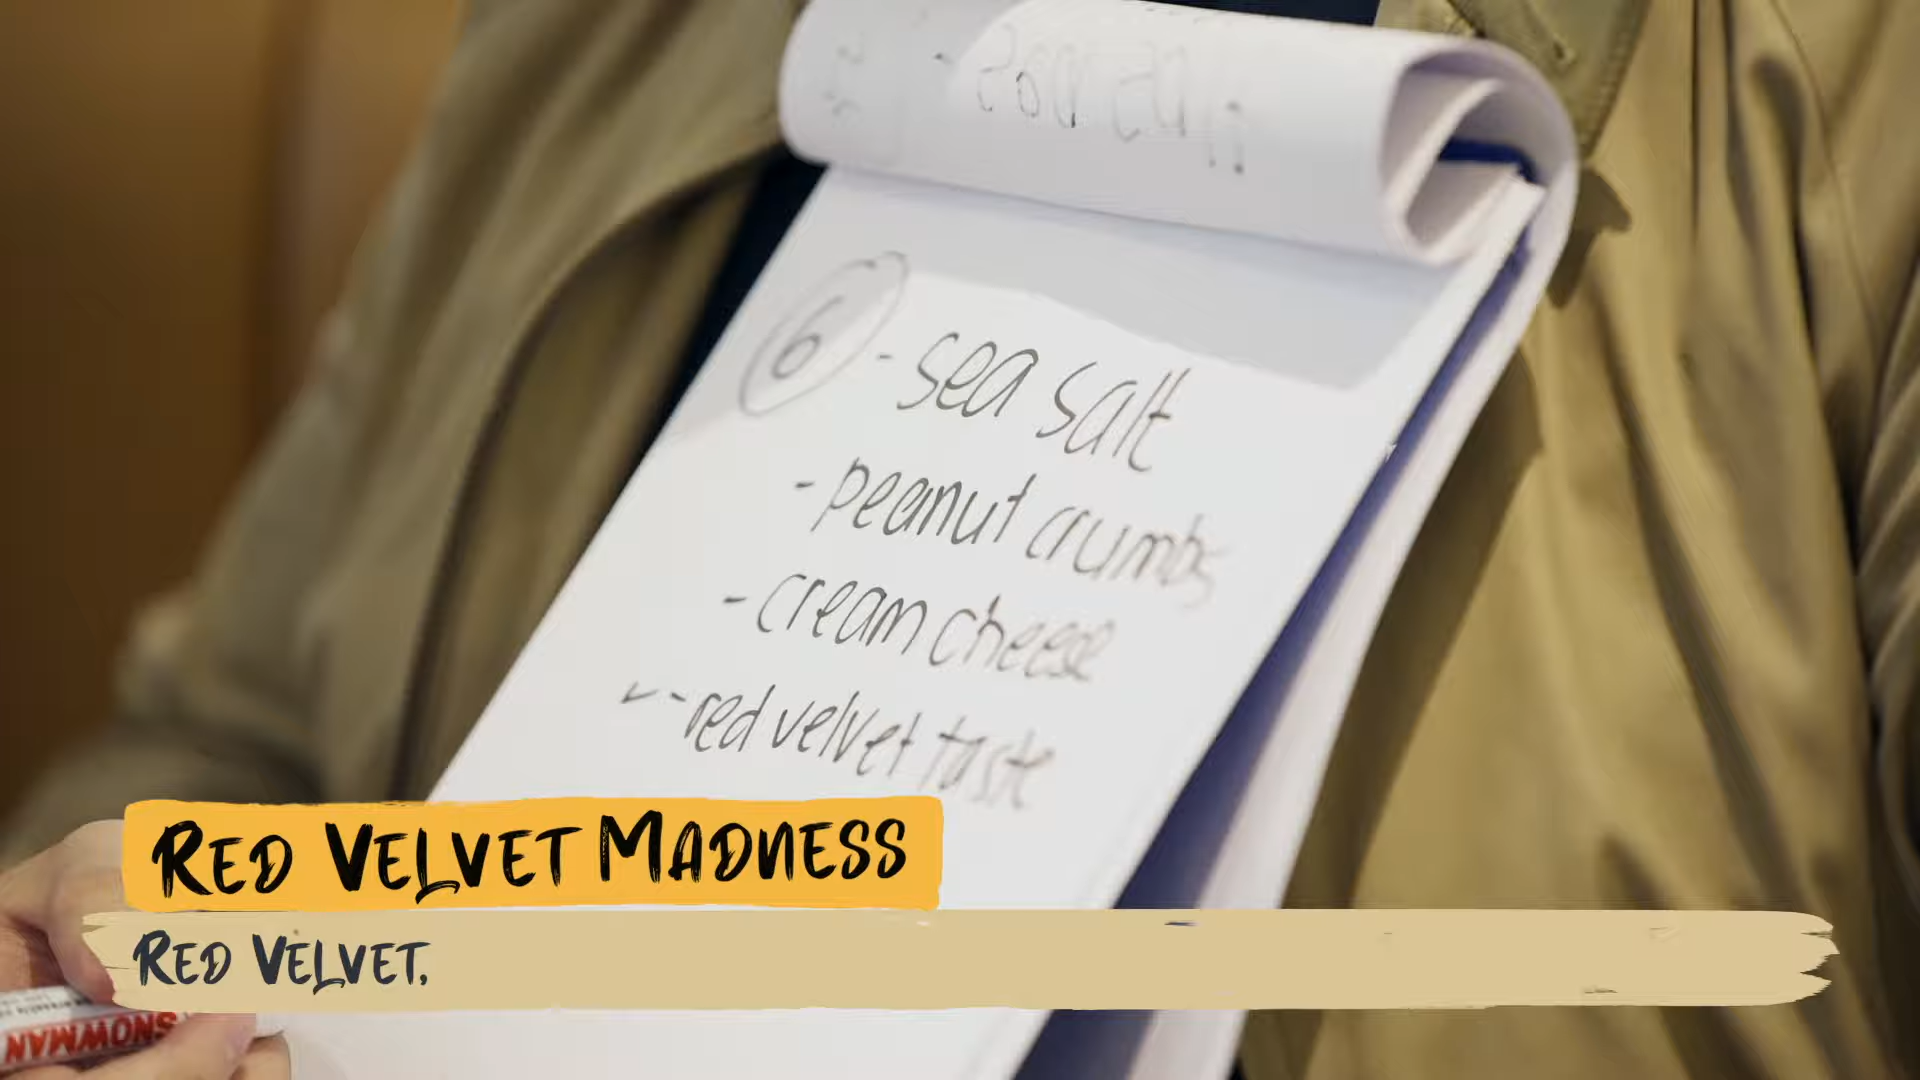 6 - sea salt
- peanut crumbs
- cream cheese
- red velvet taste
RED VELVET MADNESS
RED VELVET,
SNOWMAN